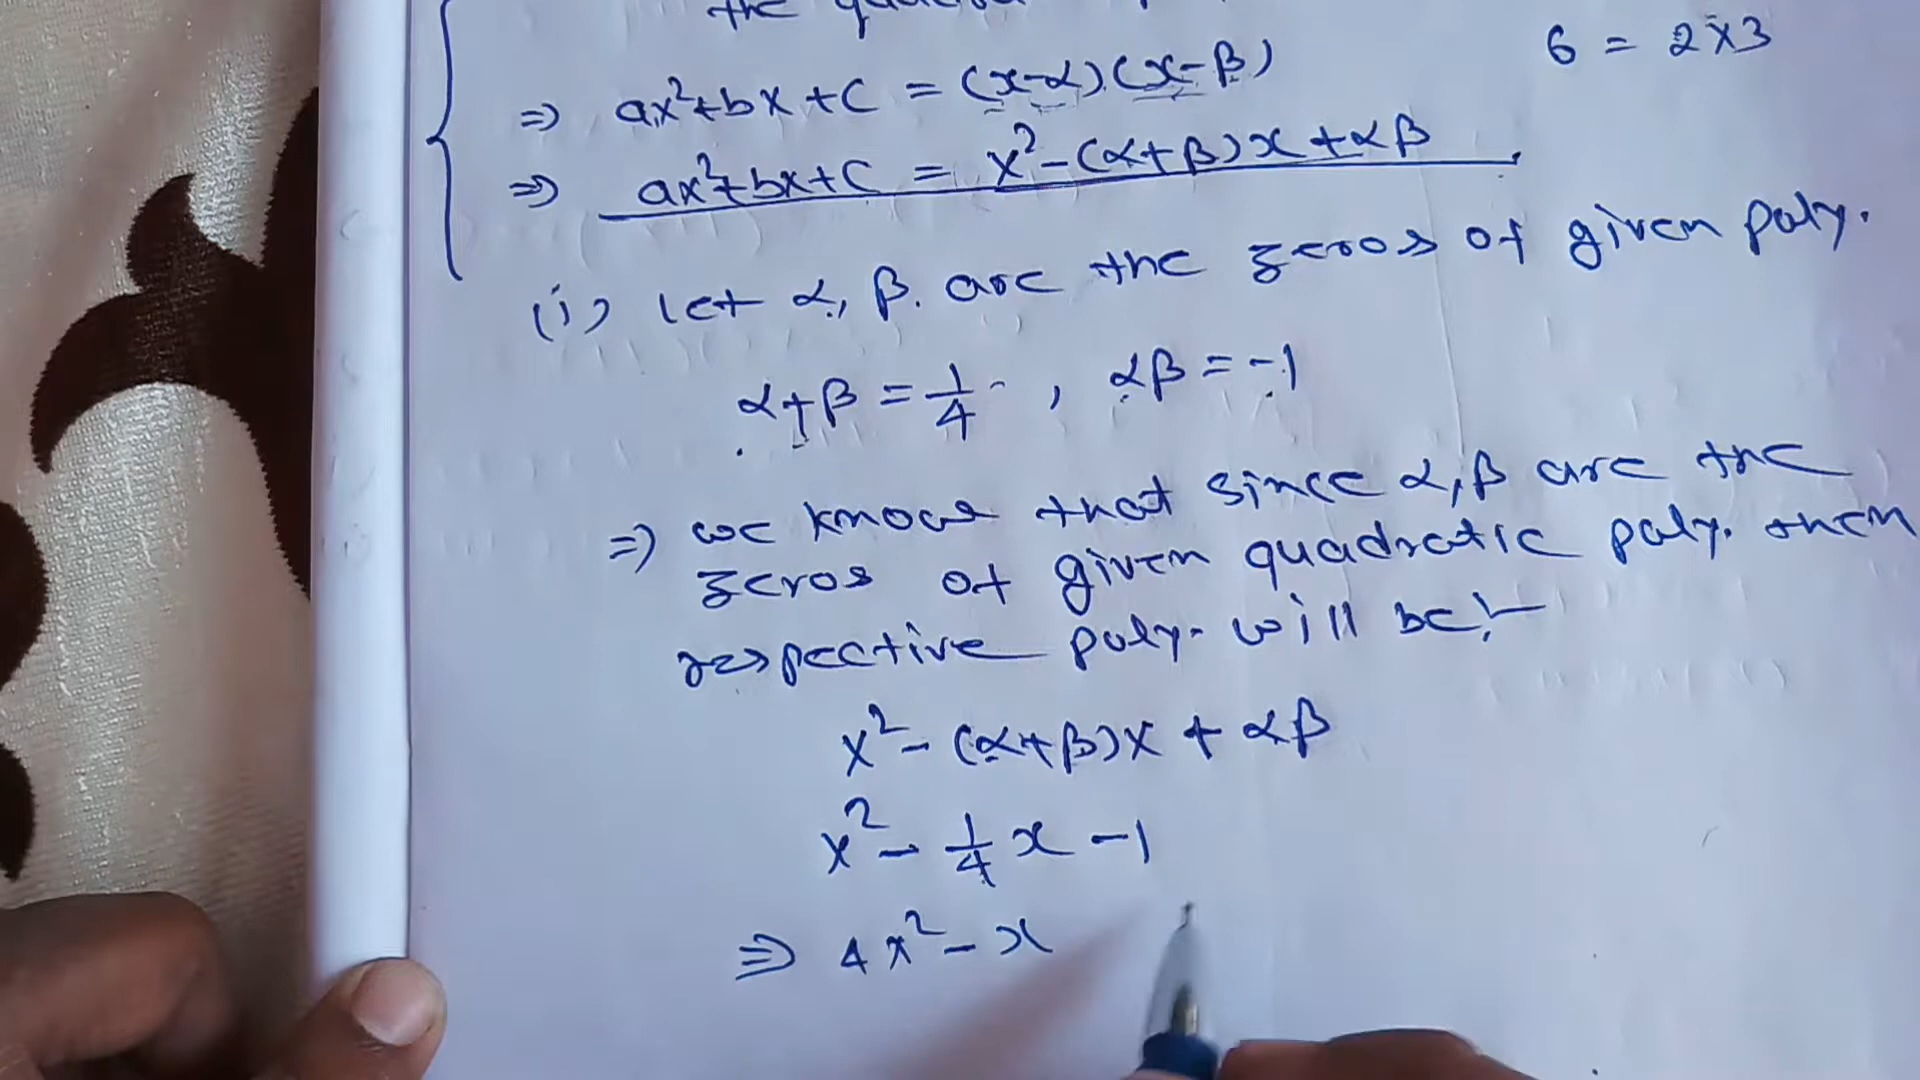 the
6 = 2×3
⇒ ax²+bx+c = (x-α)(x-β)
⇒ ax²+bx+c = x²-(α+β)x+αβ
(i) let α, β. are the zeros of given poly.
α+β = 1/4 , αβ = -1
⇒ we know that since α, β are the
zeros of given quadratic poly. then
respective poly. will be:-
x² - (α+β)x + αβ
x² - 1/4 x - 1
⇒ 4x² - x